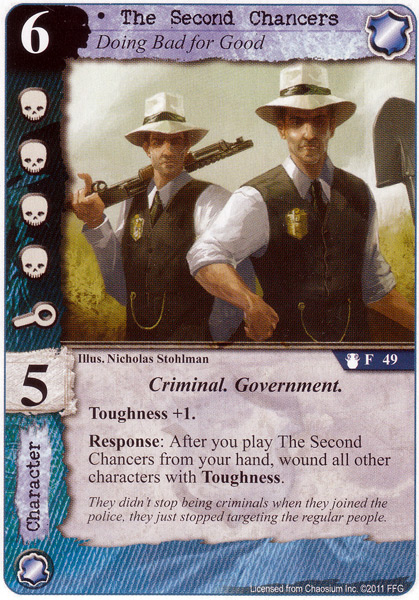 6
• The Second Chancers
Doing Bad for Good
Illus. Nicholas Stohlman
F 49
5
Criminal. Government.
Toughness +1.
Response: After you play The Second
Chancers from your hand, wound all other
characters with Toughness.
They didn't stop being criminals when they joined the
police, they just stopped targeting the regular people.
Character
Licensed from Chaosium Inc. ©2011 FFG